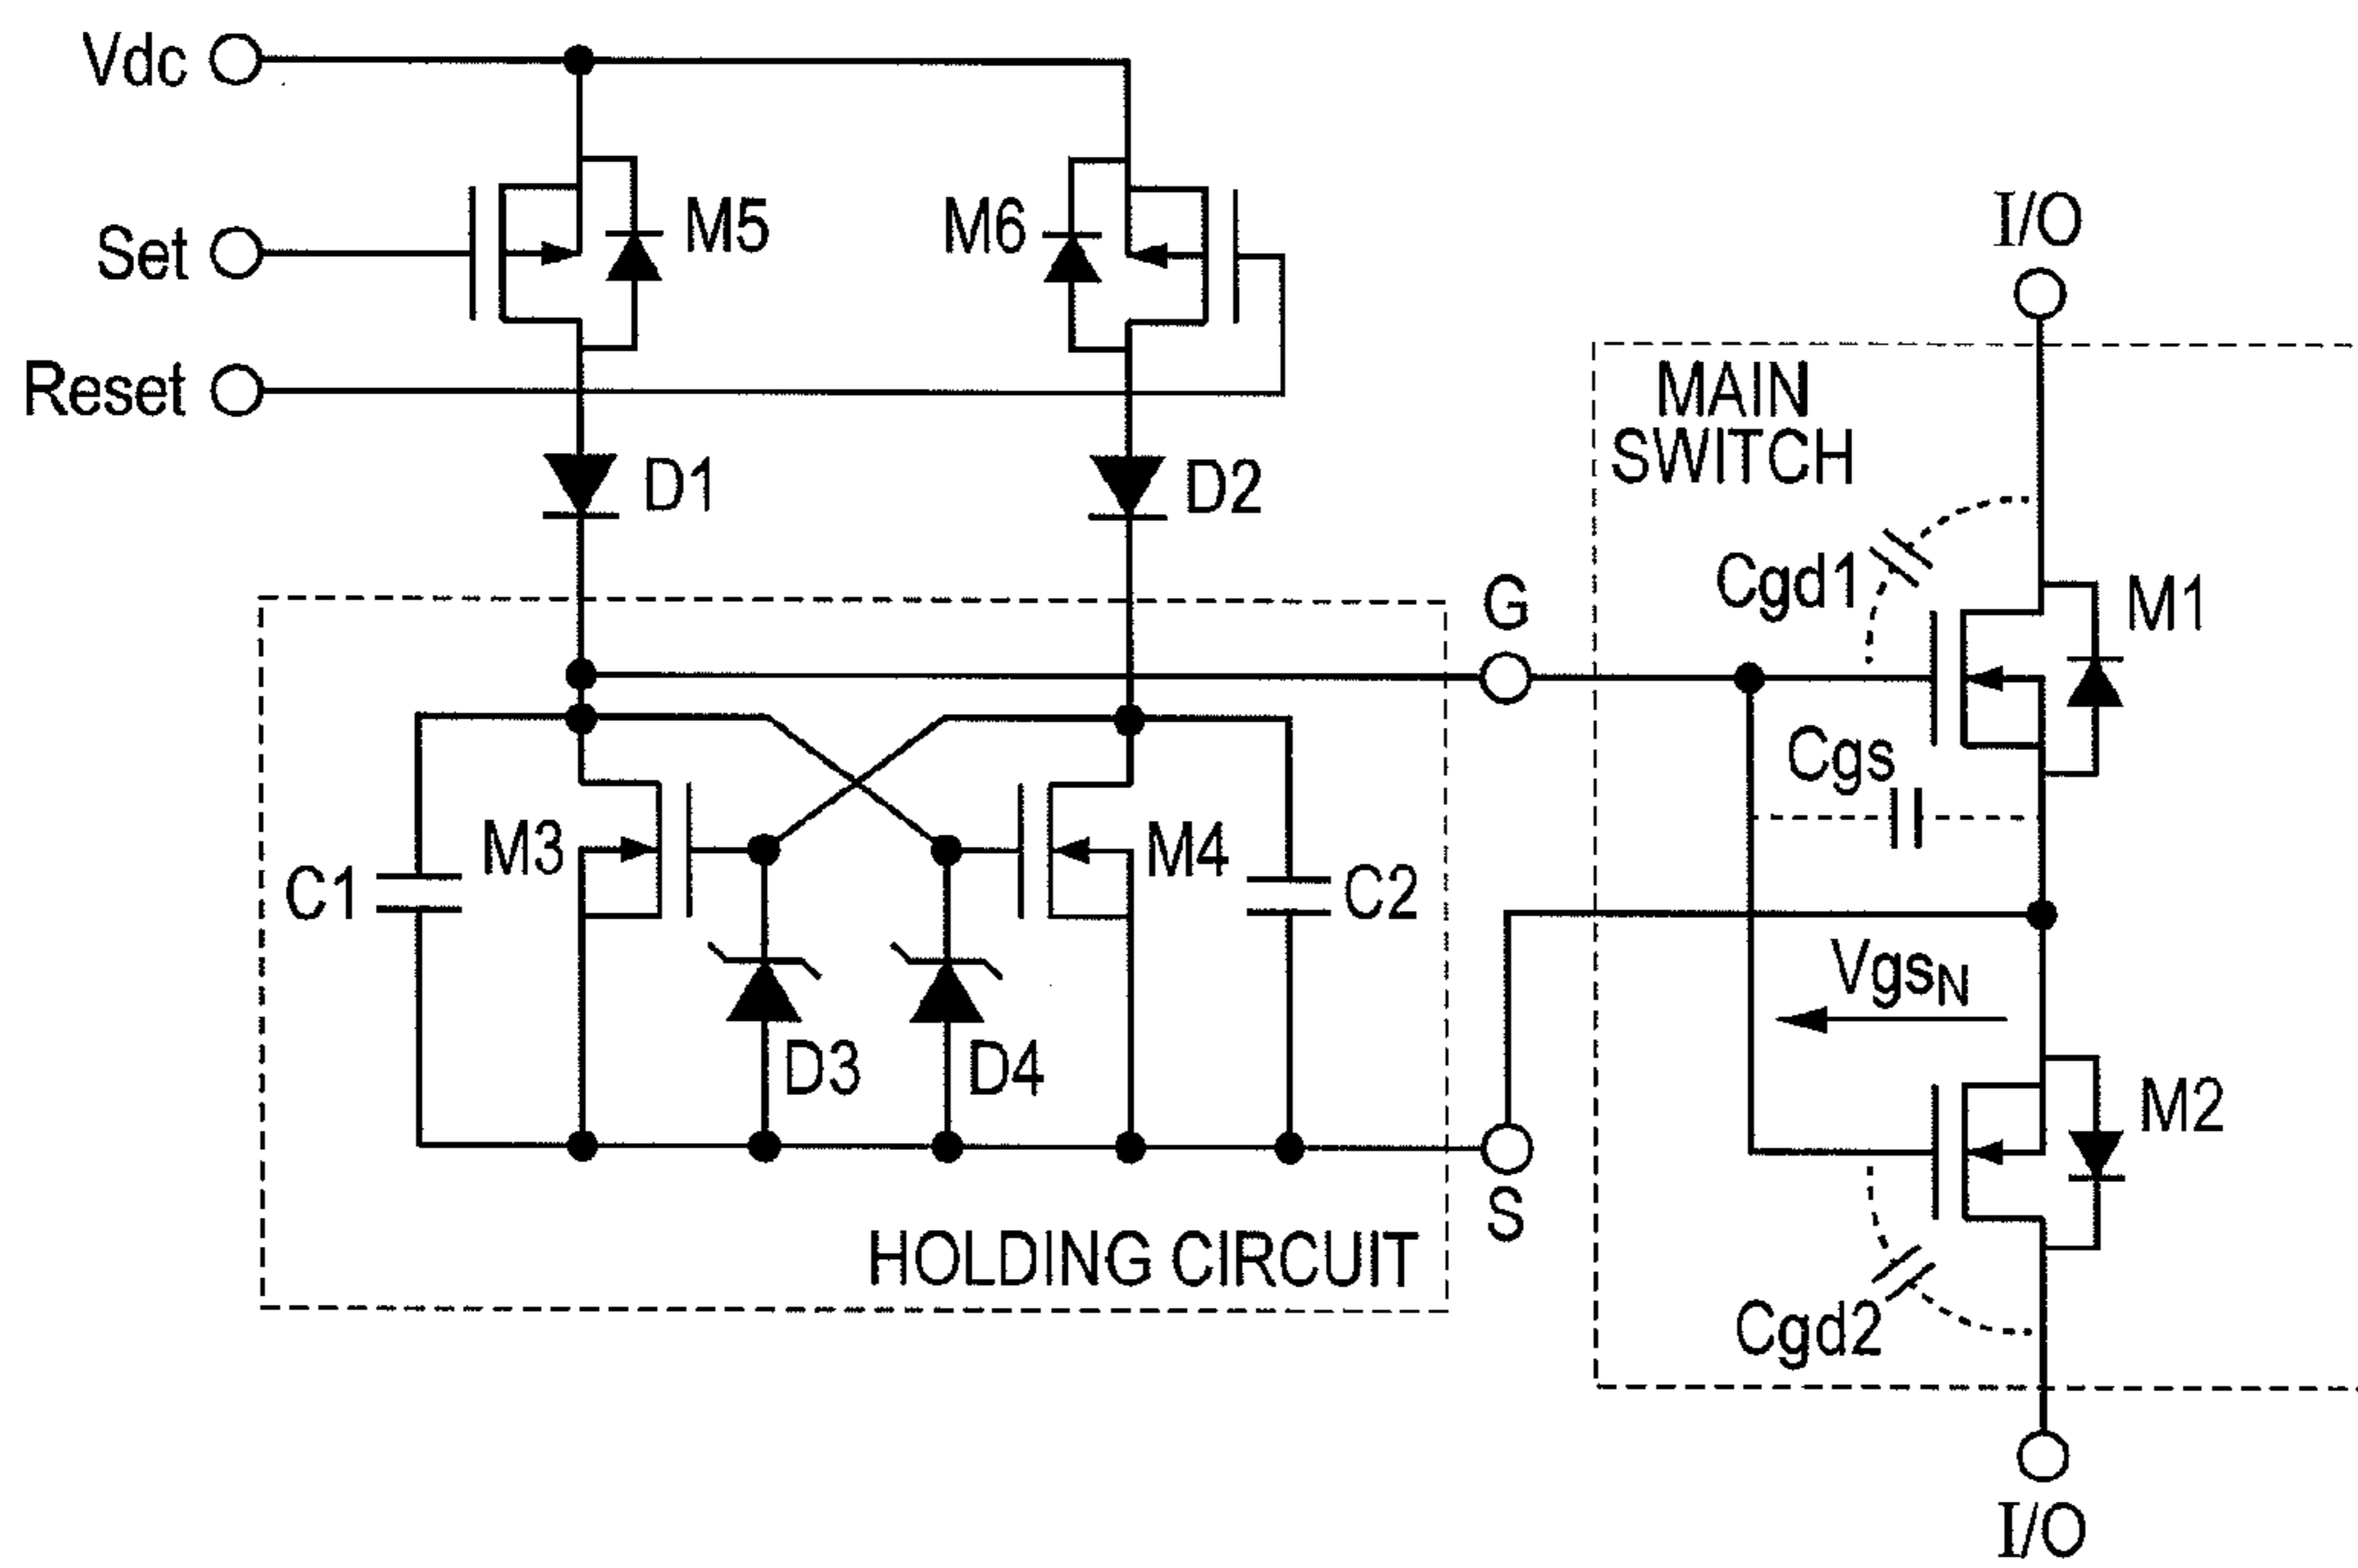 Vdc
Set
Reset
M5
M6
D1
D2
I/O
MAIN
SWITCH
Cgd1
M1
G
Cgs
M3
M4
C1
C2
D3
D4
VgsN
M2
S
HOLDING CIRCUIT
Cgd2
I/O